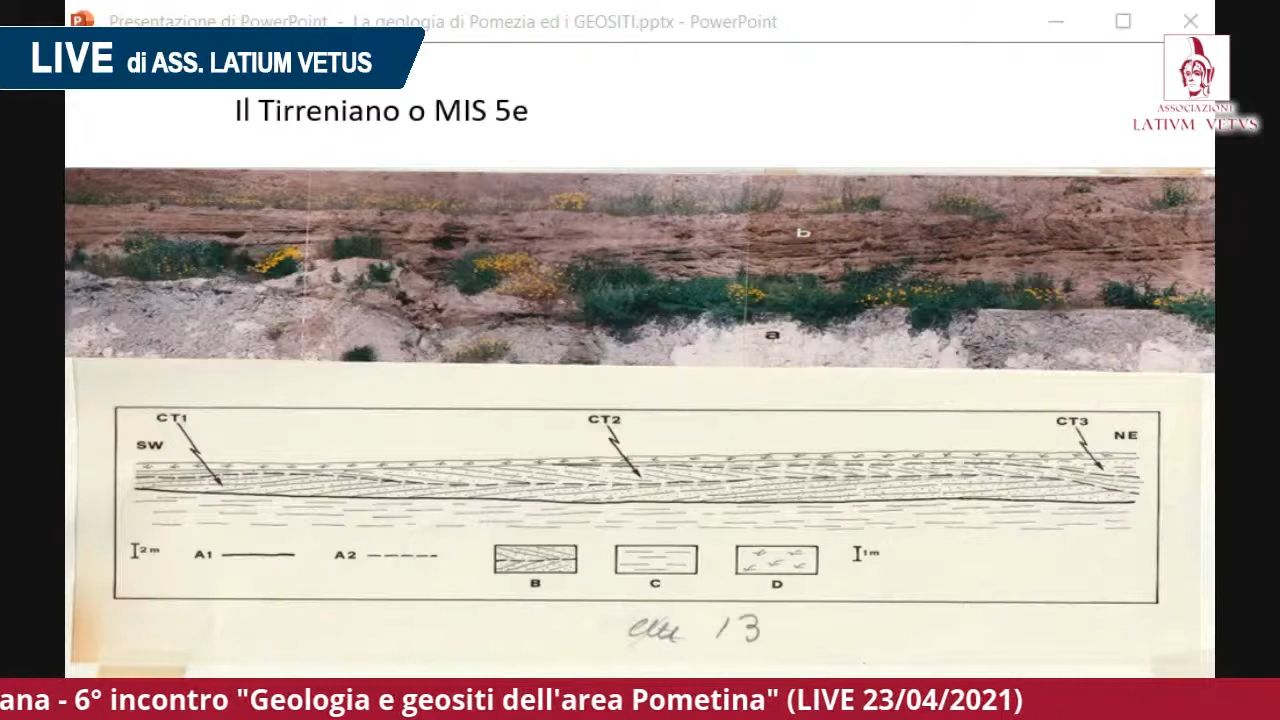 Presentazione di PowerPoint - La geologia di Pomezia ed i GEOSITI.pptx - PowerPoint
LIVE di ASS. LATIUM VETUS
ASSOCIAZIONE
LATIVM VETVS
Il Tirreniano o MIS 5e
b
a
CT1
CT2
CT3
SW
NE
2m
A1
A2
1m
B
C
D
13
ana - 6° incontro "Geologia e geositi dell'area Pometina" (LIVE 23/04/2021)